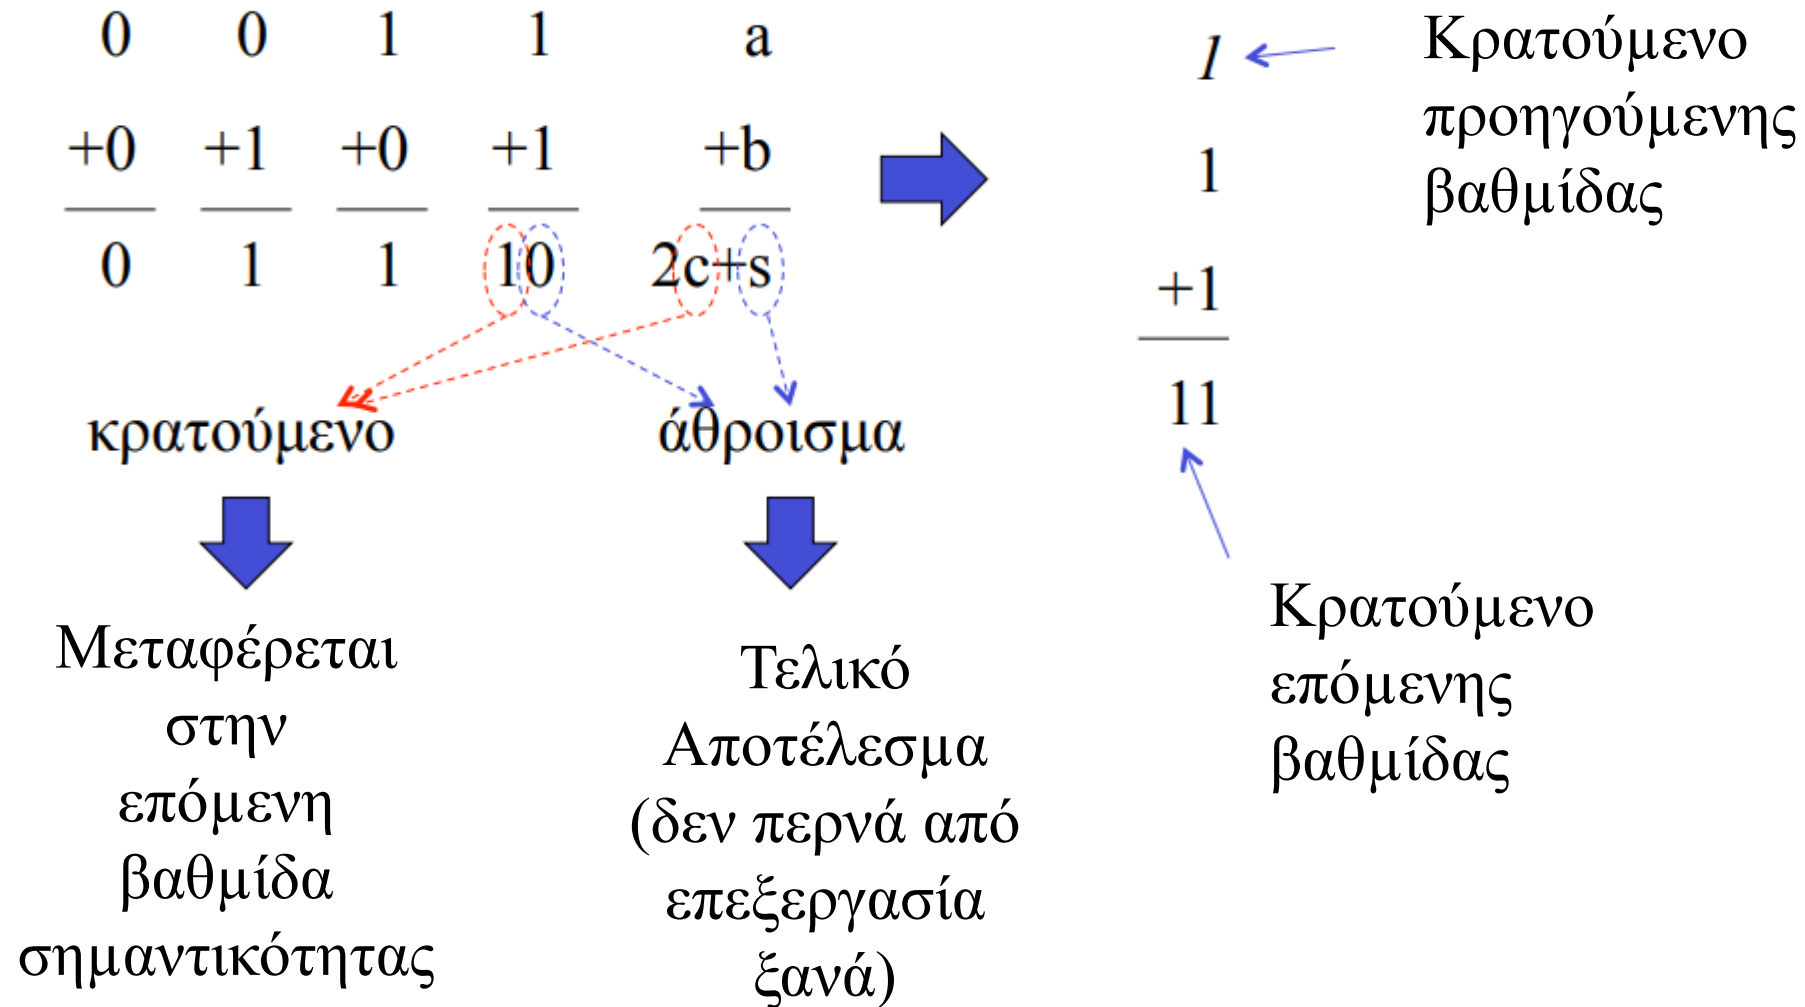 0 0 1 1 a
+0 +1 +0 +1 +b
0 1 1 10 2c+s
κρατούμενο άθροισμα
Μεταφέρεται
στην
επόμενη
βαθμίδα
σημαντικότητας
Τελικό
Αποτέλεσμα
(δεν περνά από
επεξεργασία
ξανά)
1
1
+1
11
Κρατούμενο
προηγούμενης
βαθμίδας
Κρατούμενο
επόμενης
βαθμίδας